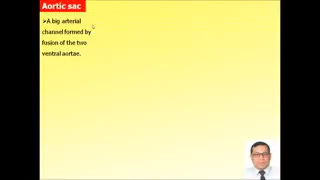 Aortic sac
➢A big arterial
channel formed by
fusion of the two
ventral aortae.